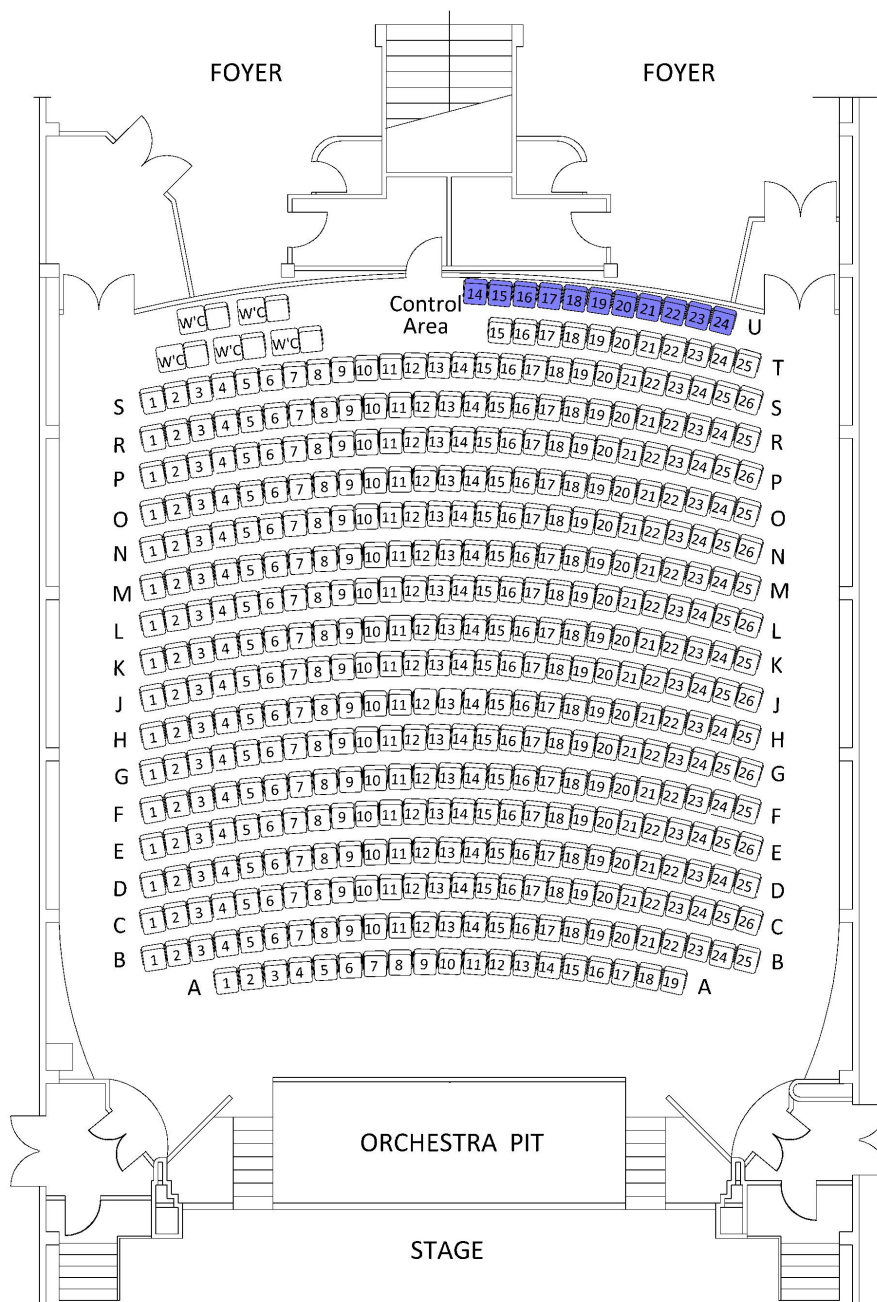 FOYER FOYER
W'C W'C Control Area 14 15 16 17 18 19 20 21 22 23 24 U
W'C W'C W'C 15 16 17 18 19 20 21 22 23 24 25 T
S 1 2 3 4 5 6 7 8 9 10 11 12 13 14 15 16 17 18 19 20 21 22 23 24 25 26 S
R 1 2 3 4 5 6 7 8 9 10 11 12 13 14 15 16 17 18 19 20 21 22 23 24 25 R
P 1 2 3 4 5 6 7 8 9 10 11 12 13 14 15 16 17 18 19 20 21 22 23 24 25 26 P
O 1 2 3 4 5 6 7 8 9 10 11 12 13 14 15 16 17 18 19 20 21 22 23 24 25 O
N 1 2 3 4 5 6 7 8 9 10 11 12 13 14 15 16 17 18 19 20 21 22 23 24 25 26 N
M 1 2 3 4 5 6 7 8 9 10 11 12 13 14 15 16 17 18 19 20 21 22 23 24 25 M
L 1 2 3 4 5 6 7 8 9 10 11 12 13 14 15 16 17 18 19 20 21 22 23 24 25 26 L
K 1 2 3 4 5 6 7 8 9 10 11 12 13 14 15 16 17 18 19 20 21 22 23 24 25 K
J 1 2 3 4 5 6 7 8 9 10 11 12 13 14 15 16 17 18 19 20 21 22 23 24 25 26 J
H 1 2 3 4 5 6 7 8 9 10 11 12 13 14 15 16 17 18 19 20 21 22 23 24 25 H
G 1 2 3 4 5 6 7 8 9 10 11 12 13 14 15 16 17 18 19 20 21 22 23 24 25 26 G
F 1 2 3 4 5 6 7 8 9 10 11 12 13 14 15 16 17 18 19 20 21 22 23 24 25 F
E 1 2 3 4 5 6 7 8 9 10 11 12 13 14 15 16 17 18 19 20 21 22 23 24 25 26 E
D 1 2 3 4 5 6 7 8 9 10 11 12 13 14 15 16 17 18 19 20 21 22 23 24 25 D
C 1 2 3 4 5 6 7 8 9 10 11 12 13 14 15 16 17 18 19 20 21 22 23 24 25 26 C
B 1 2 3 4 5 6 7 8 9 10 11 12 13 14 15 16 17 18 19 20 21 22 23 24 25 B
A 1 2 3 4 5 6 7 8 9 10 11 12 13 14 15 16 17 18 19 A
ORCHESTRA PIT
STAGE